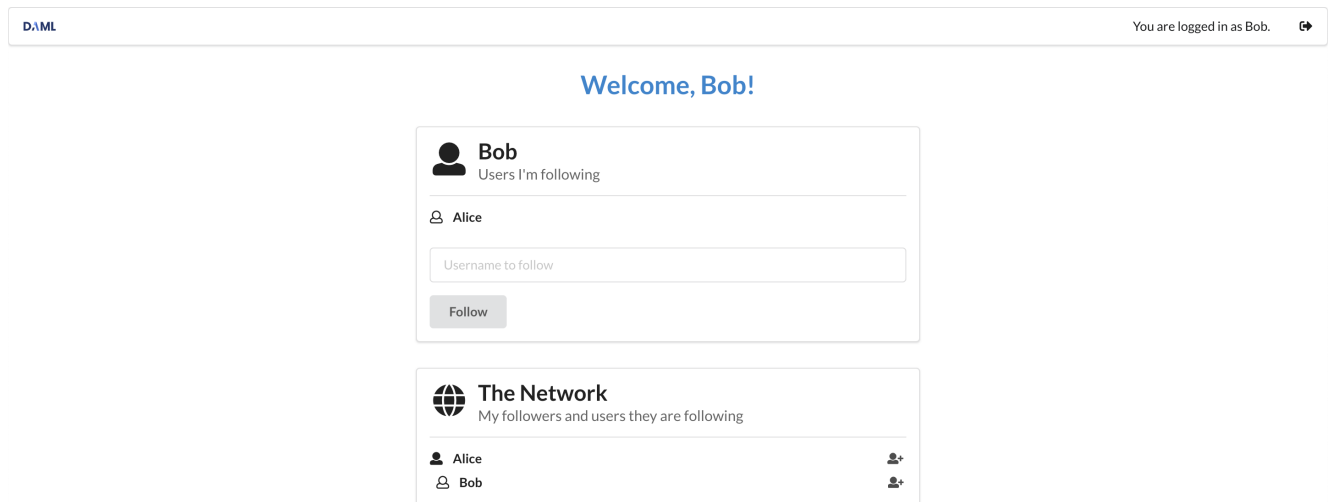 DAML
You are logged in as Bob.
Welcome, Bob!
Bob
Users I'm following
Alice
Username to follow
Follow
The Network
My followers and users they are following
Alice
Bob